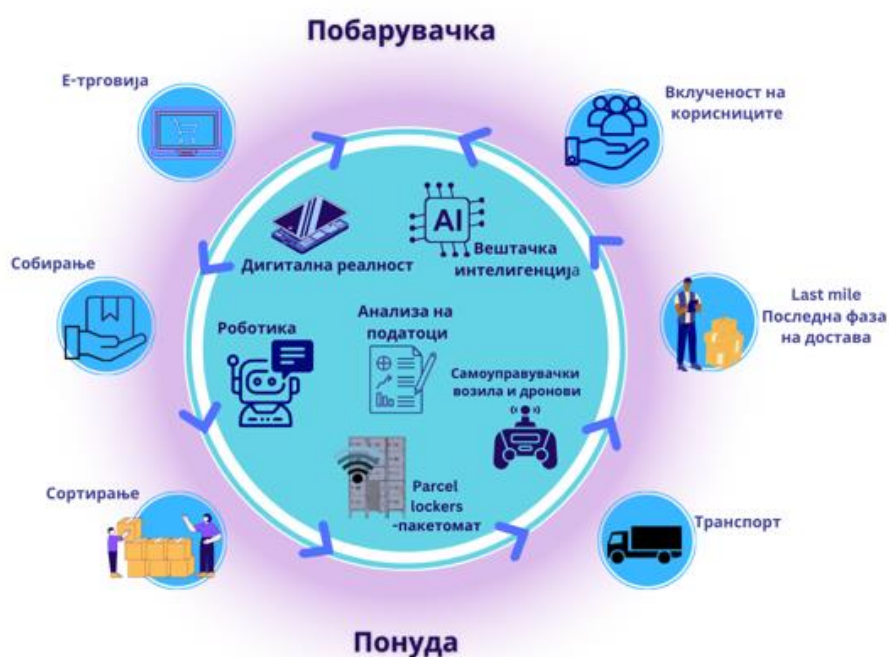 Побарувачка
Е-трговија
Вклученост на
корисниците
AI
Вештачка
интелигенција
Дигитална реалност
Собирање
Last mile
Последна фаза
на достава
Анализа на
податоци
Роботика
Самоуправувачки
возила и дронови
Parcel
lockers
-пакетомат
Сортирање
Транспорт
Понуда